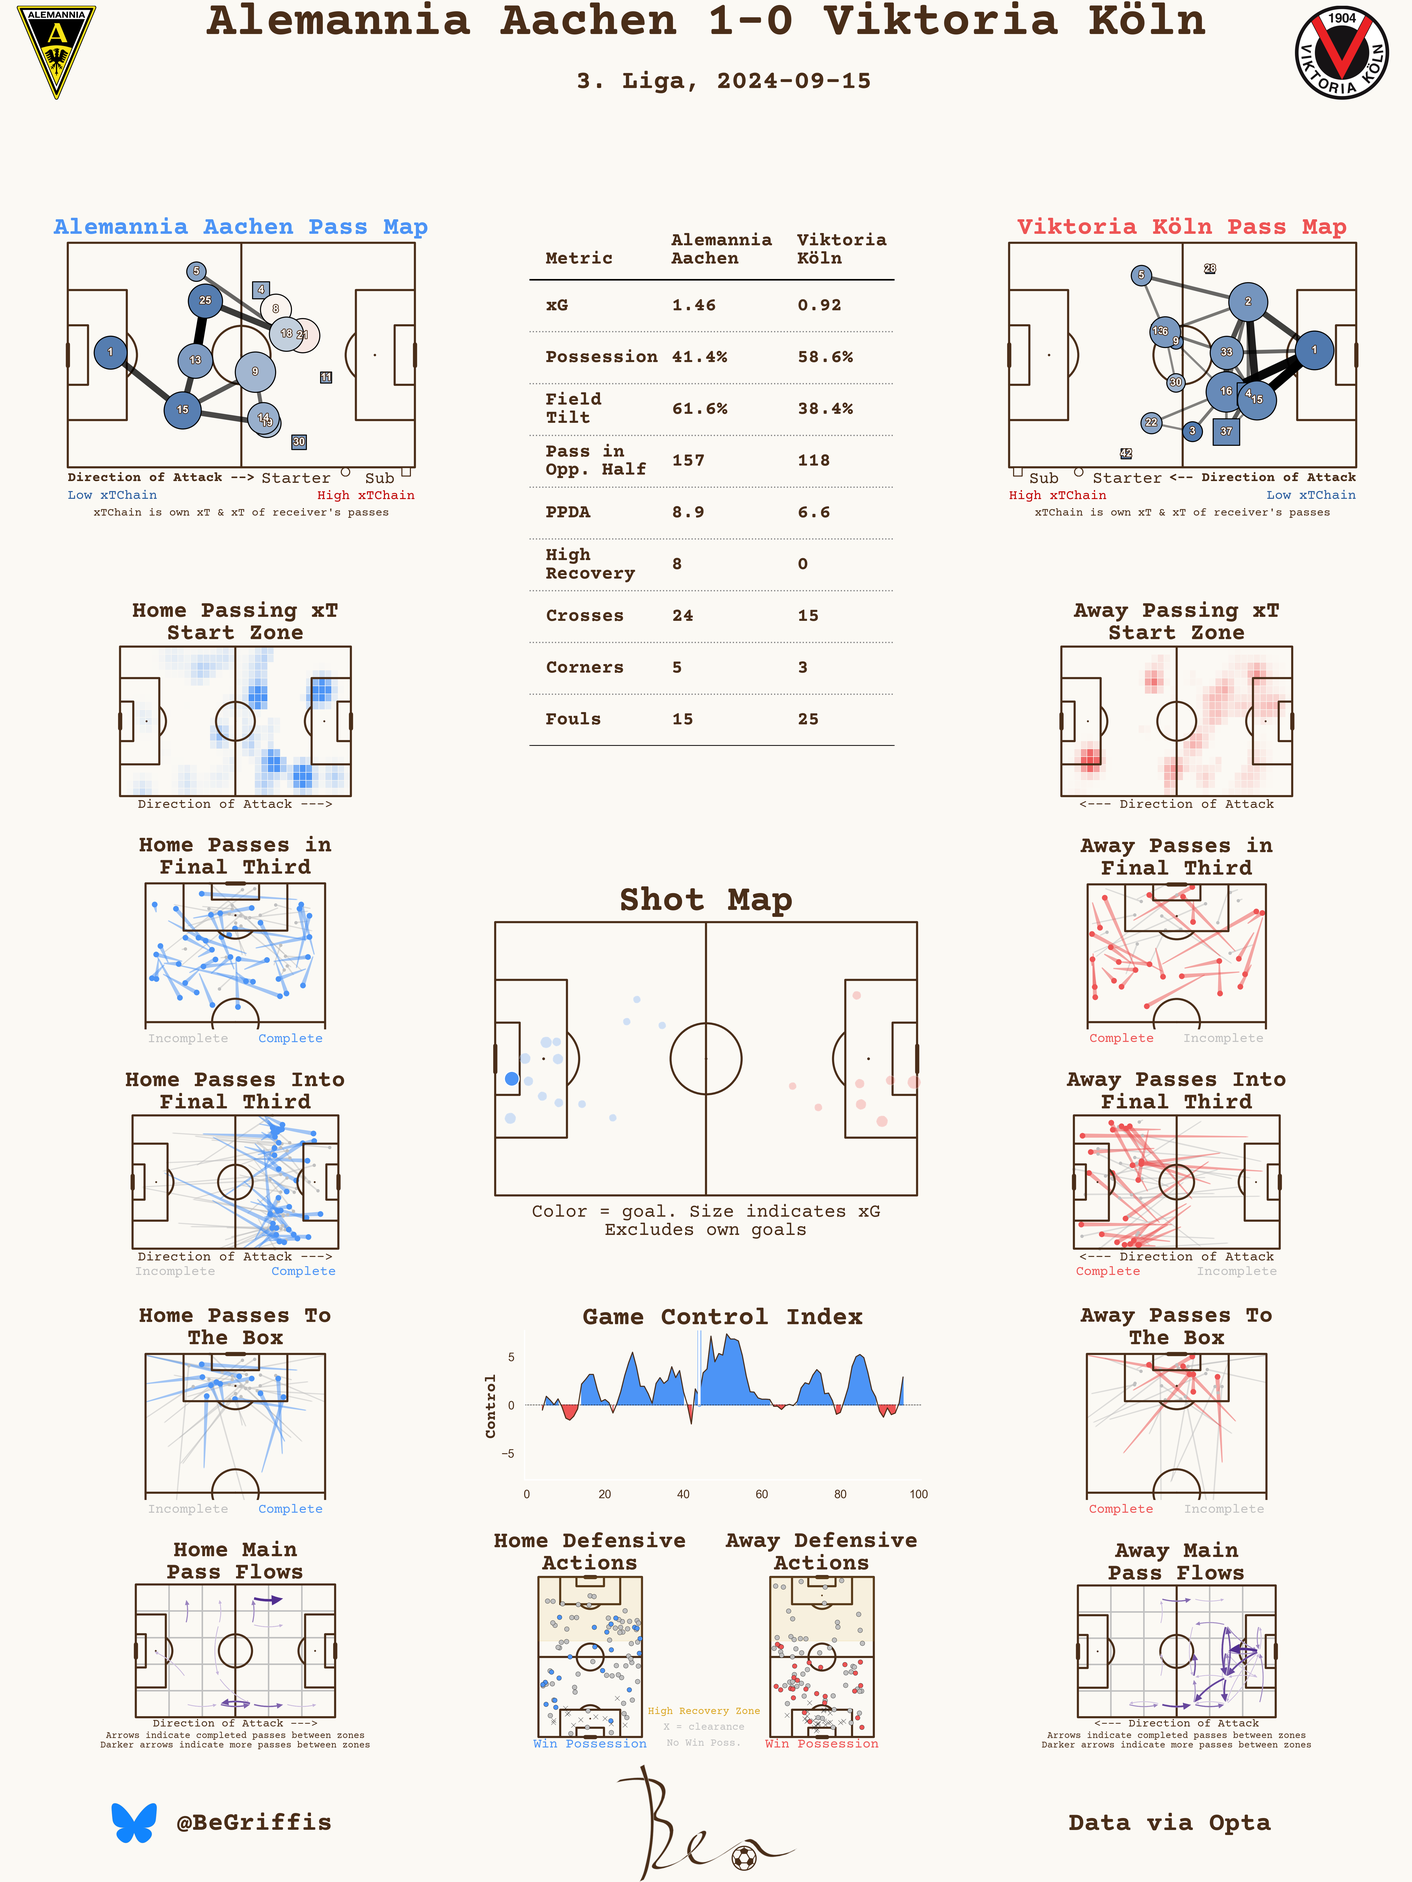 Alemannia Aachen 1-0 Viktoria Köln
3. Liga, 2024-09-15
ALEMANNIA
A
1904
VIKTORIA KÖLN
Alemannia Aachen Pass Map
5
4
25
8
18 21
1
13
9
11
15
14
19
30
Direction of Attack --> Starter Sub
Low xTChain High xTChain
xTChain is own xT & xT of receiver's passes
Metric Alemannia Aachen Viktoria Köln
xG 1.46 0.92
Possession 41.4% 58.6%
Field Tilt 61.6% 38.4%
Pass in Opp. Half 157 118
PPDA 8.9 6.6
High Recovery 8 0
Crosses 24 15
Corners 5 3
Fouls 15 25
Viktoria Köln Pass Map
28
5
2
13 6
9
33
1
30
16
4
15
22
3
37
42
Sub Starter <-- Direction of Attack
High xTChain Low xTChain
xTChain is own xT & xT of receiver's passes
Home Passing xT
Start Zone
Direction of Attack --->
Away Passing xT
Start Zone
<--- Direction of Attack
Home Passes in
Final Third
Incomplete Complete
Shot Map
Color = goal. Size indicates xG
Excludes own goals
Away Passes in
Final Third
Complete Incomplete
Home Passes Into
Final Third
Direction of Attack --->
Incomplete Complete
Away Passes Into
Final Third
<--- Direction of Attack
Complete Incomplete
Home Passes To
The Box
Incomplete Complete
Game Control Index
Control
5
0
−5
0 20 40 60 80 100
Away Passes To
The Box
Complete Incomplete
Home Main
Pass Flows
Direction of Attack --->
Arrows indicate completed passes between zones
Darker arrows indicate more passes between zones
Home Defensive
Actions
Win Possession
High Recovery Zone
X = clearance
No Win Poss.
Away Defensive
Actions
Win Possession
Away Main
Pass Flows
<--- Direction of Attack
Arrows indicate completed passes between zones
Darker arrows indicate more passes between zones
@BeGriffis
Ben
Data via Opta